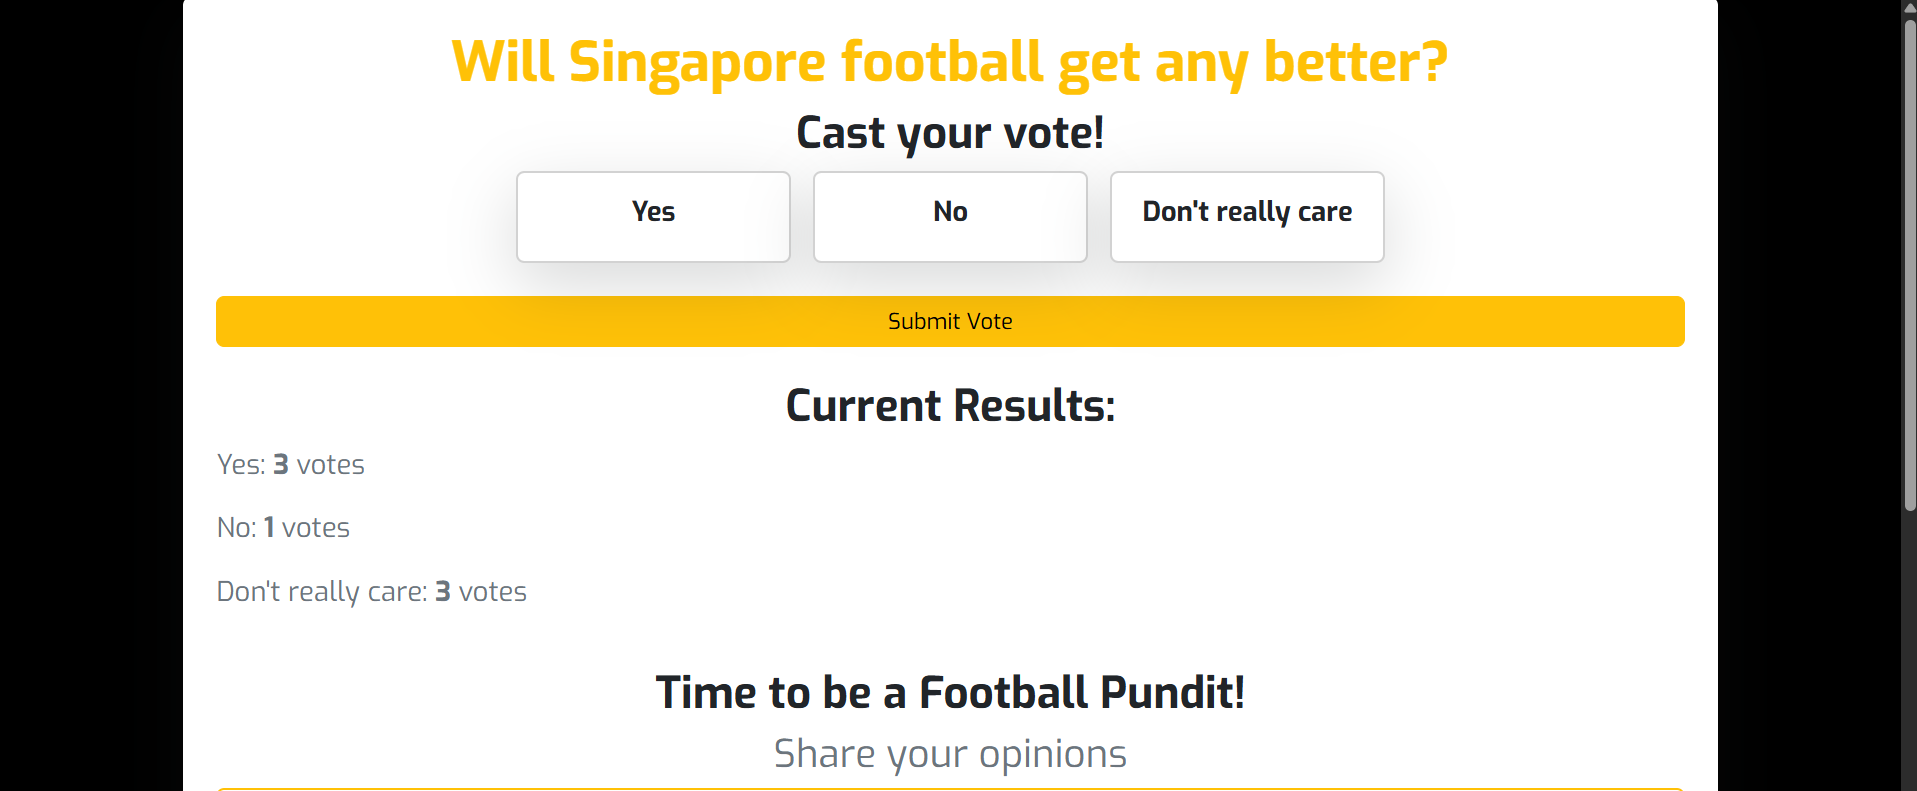 Will Singapore football get any better?
Cast your vote!
Yes
No
Don't really care
Submit Vote
Current Results:
Yes: 3 votes
No: 1 votes
Don't really care: 3 votes
Time to be a Football Pundit!
Share your opinions